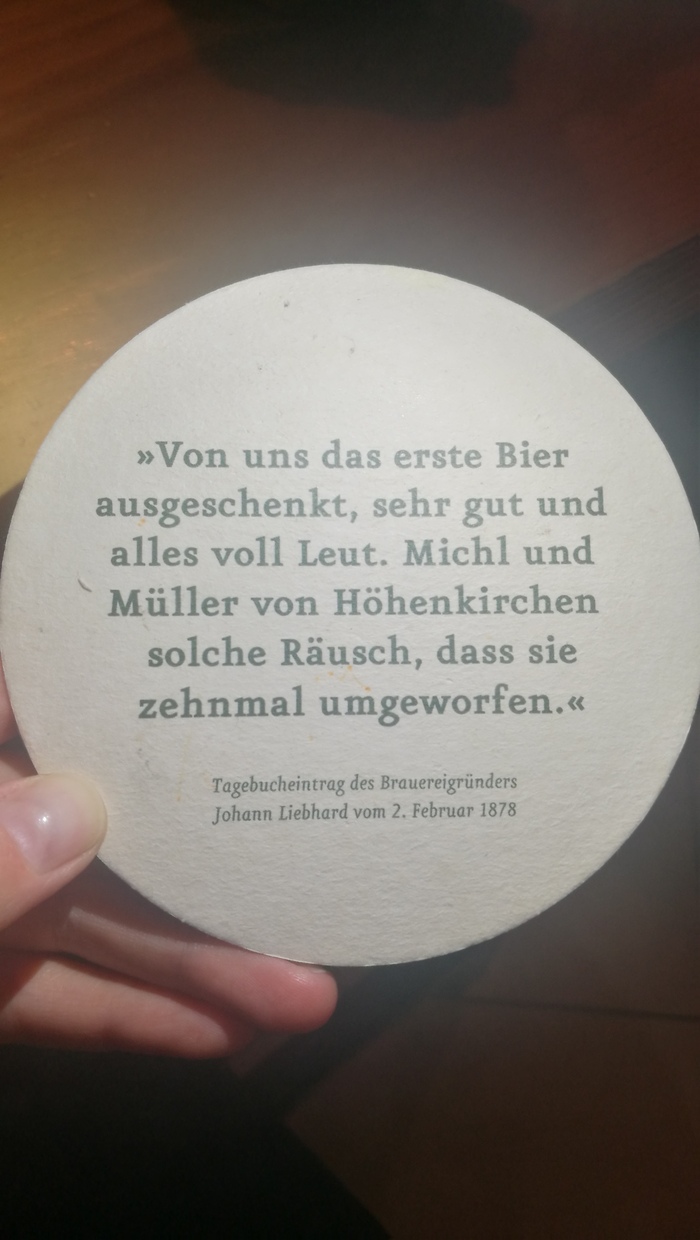 »Von uns das erste Bier
ausgeschenkt, sehr gut und
alles voll Leut. Michl und
Müller von Höhenkirchen
solche Räusch, dass sie
zehnmal umgeworfen.«
Tagebucheintrag des Brauereigründers
Johann Liebhard vom 2. Februar 1878